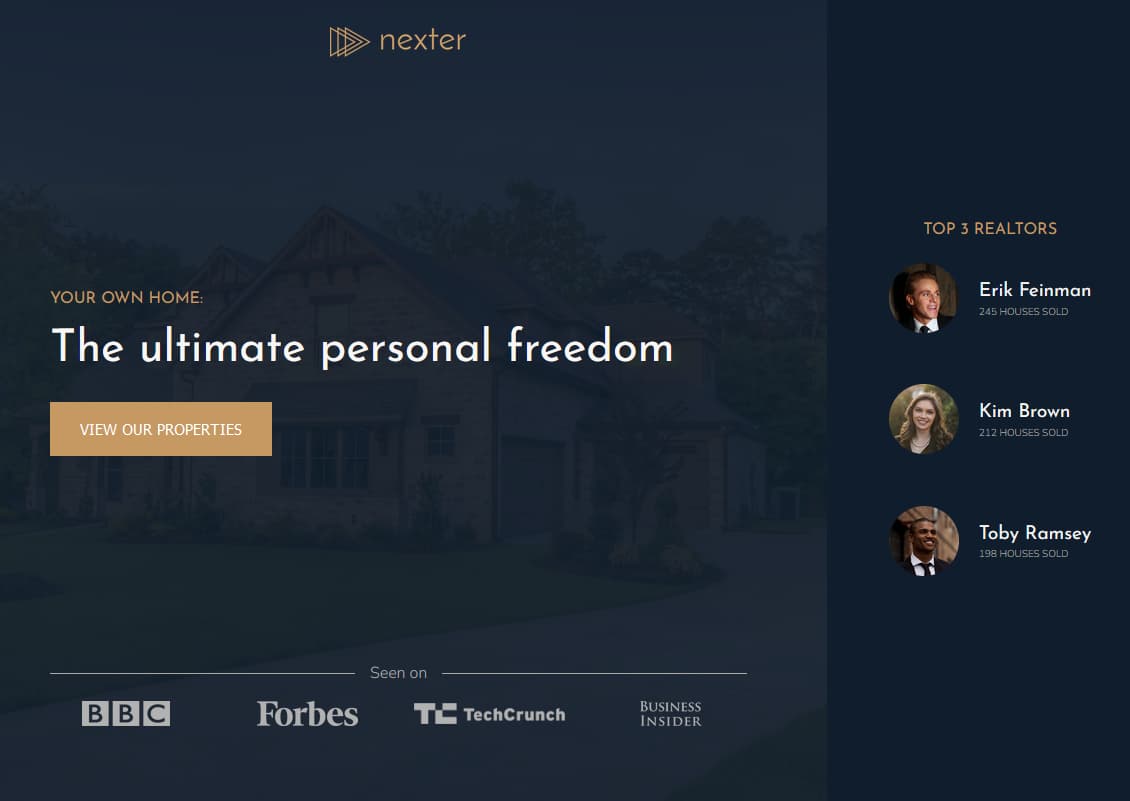 nexter
YOUR OWN HOME:
The ultimate personal freedom
VIEW OUR PROPERTIES
Seen on
BBC
Forbes
TC TechCrunch
BUSINESS
INSIDER
TOP 3 REALTORS
Erik Feinman
245 HOUSES SOLD
Kim Brown
212 HOUSES SOLD
Toby Ramsey
198 HOUSES SOLD